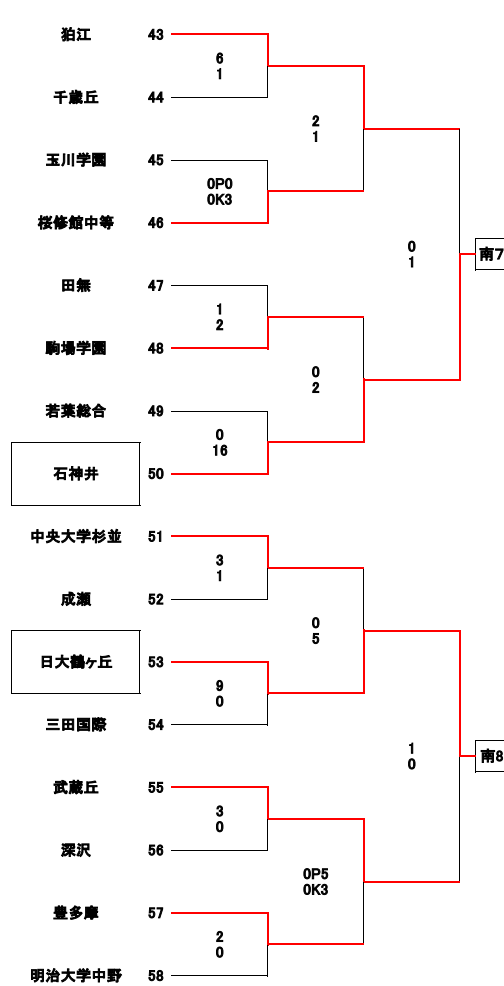 狛江 43
6
1
千歳丘 44
2
1
玉川学園 45
0P0
0K3
桜修館中等 46
0
1
南7
田無 47
1
2
駒場学園 48
0
2
若葉総合 49
0
16
石神井 50
中央大学杉並 51
3
1
成瀬 52
0
5
日大鶴ヶ丘 53
9
0
三田国際 54
1
0
南8
武蔵丘 55
3
0
深沢 56
0P5
0K3
豊多摩 57
2
0
明治大学中野 58